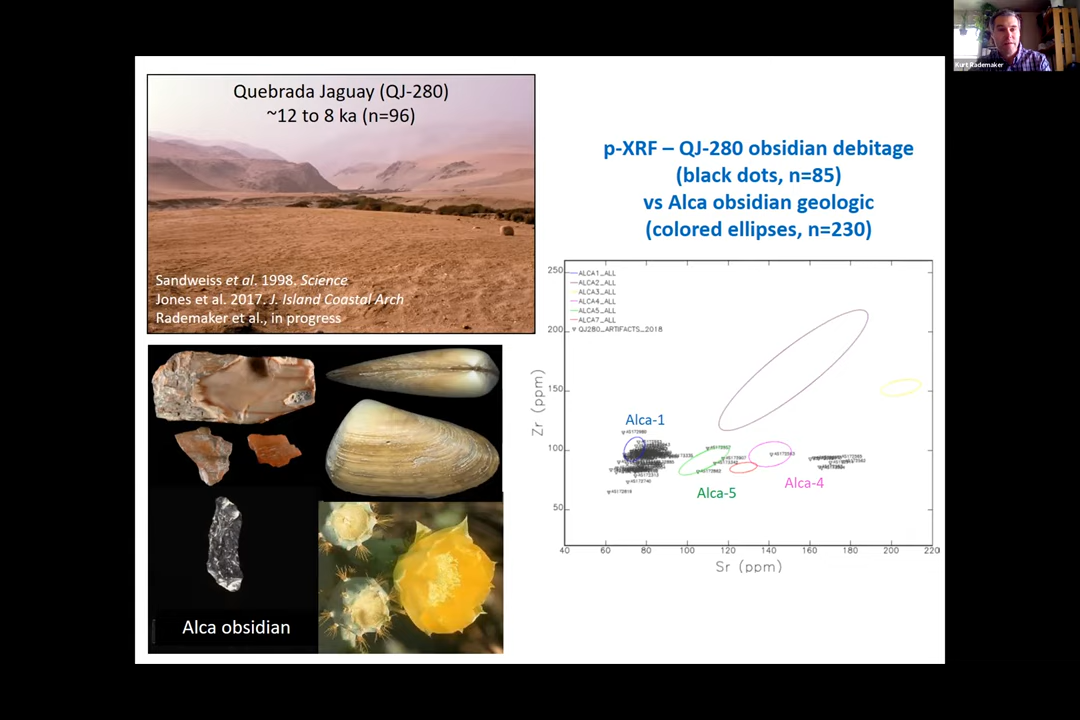 Kurt Rademaker
Quebrada Jaguay (QJ-280)
~12 to 8 ka (n=96)
Sandweiss et al. 1998. Science
Jones et al. 2017. J. Island Coastal Arch
Rademaker et al., in progress
Alca obsidian
p-XRF – QJ-280 obsidian debitage
(black dots, n=85)
vs Alca obsidian geologic
(colored ellipses, n=230)
250
200
150
100
50
Zr (ppm)
ALCA1_ALL
ALCA2_ALL
ALCA3_ALL
ALCA4_ALL
ALCA5_ALL
ALCA7_ALL
QJ280_ARTIFACTS_2018
Alca-1
Alca-5
Alca-4
40 60 80 100 120 140 160 180 200 220
Sr (ppm)